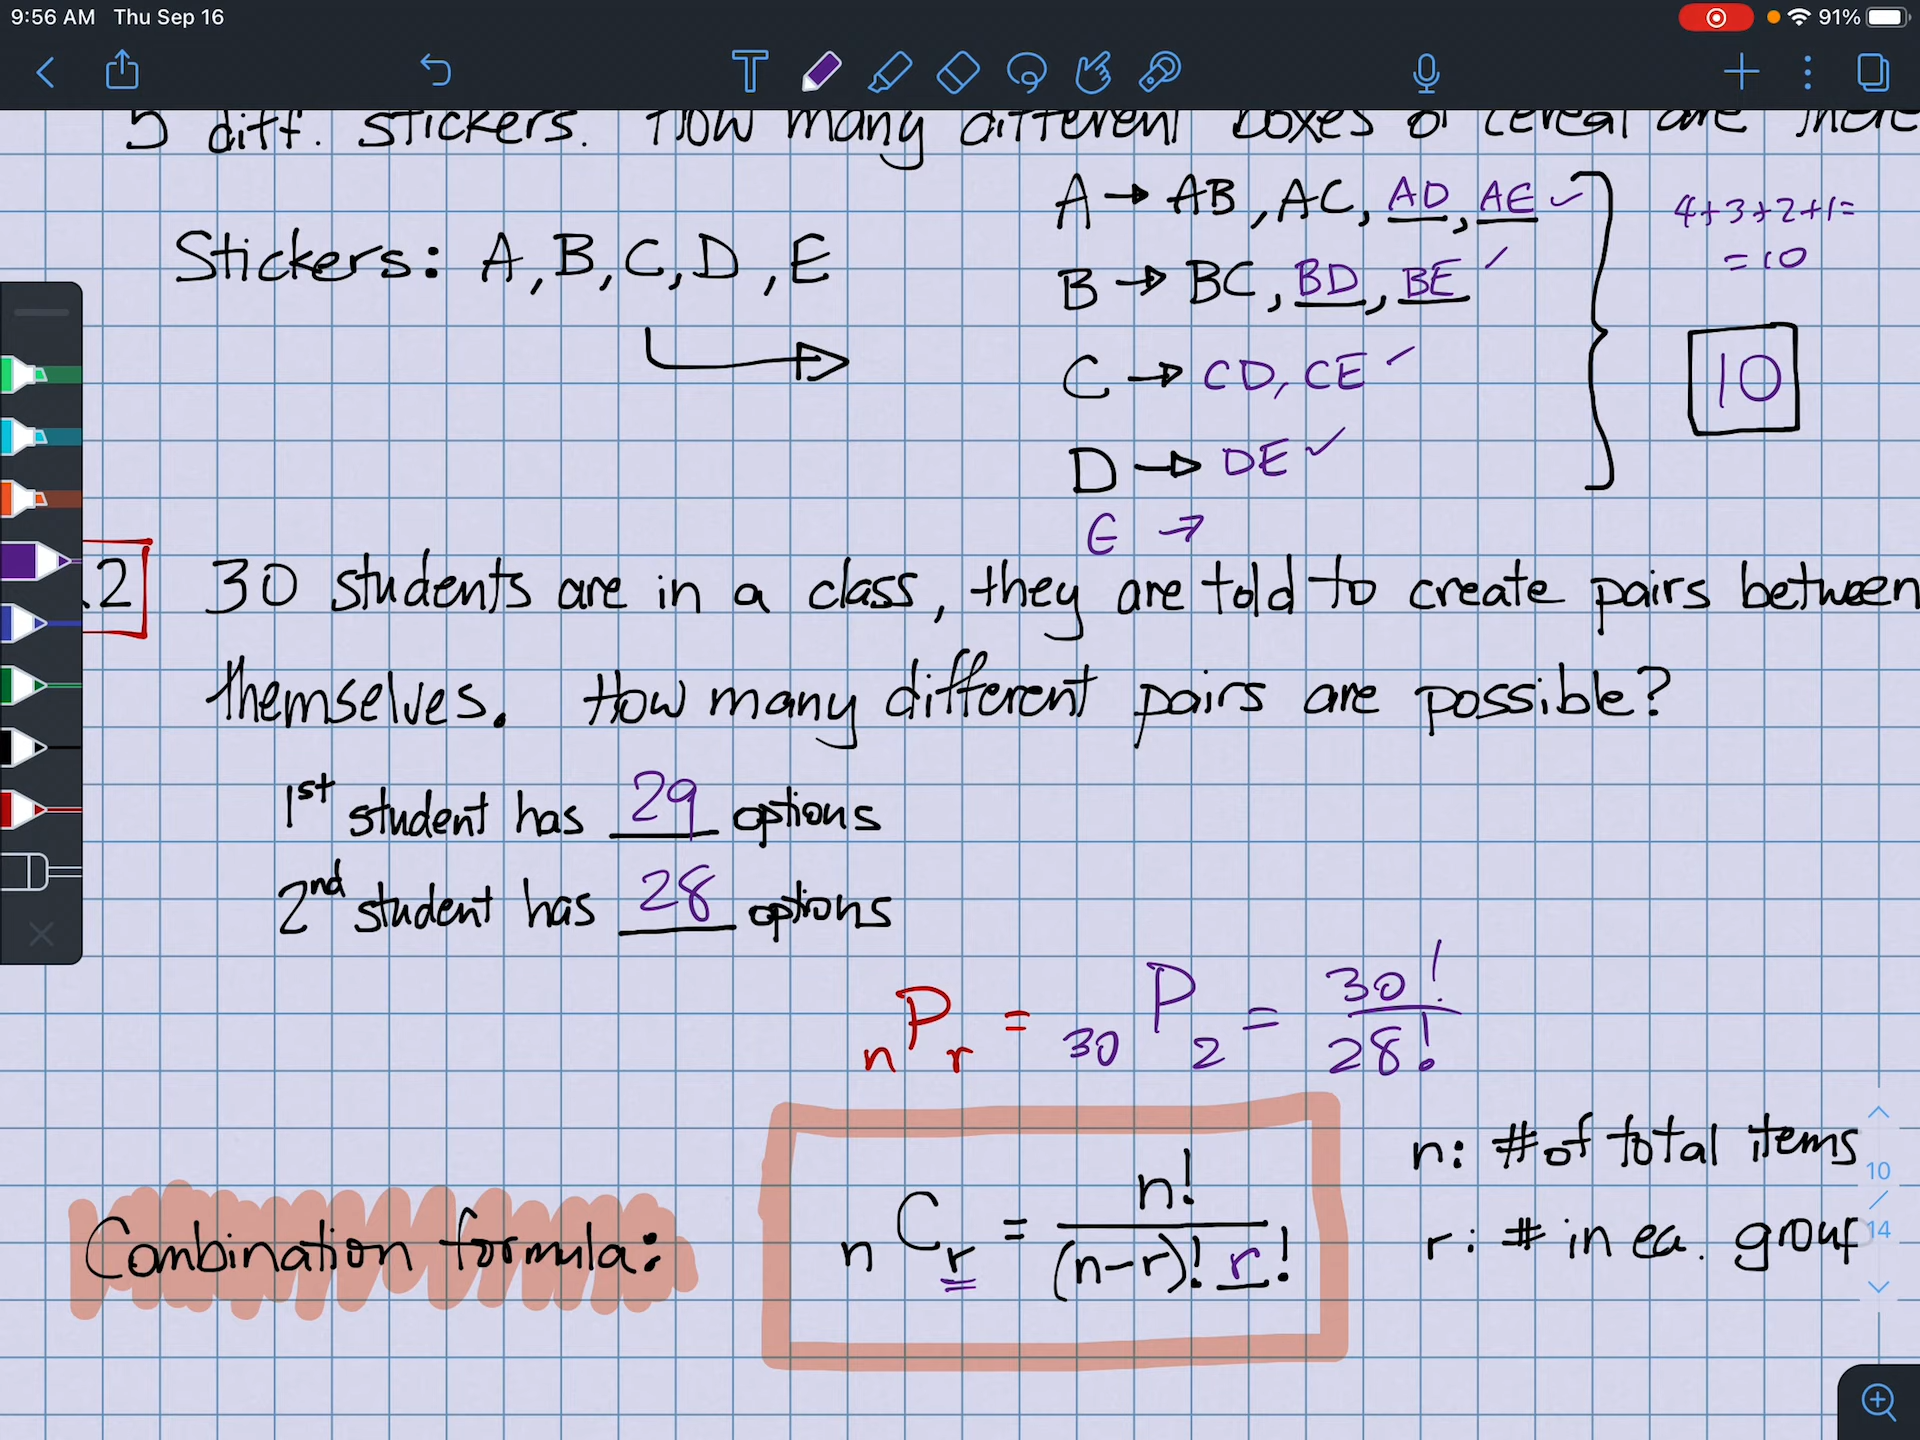 9:56 AM Thu Sep 16
91%
5 diff. stickers. How many different boxes of cereal are there
Stickers: A, B, C, D, E
A → AB, AC, AD, AE ✓
B → BC, BD, BE ✓
C → CD, CE ✓
D → DE ✓
E →
4+3+2+1=
= 10
10
.2
30 students are in a class, they are told to create pairs between
themselves. How many different pairs are possible?
1st student has 29 options
2nd student has 28 options
nPr = 30P2 = 30!/28!
Combination formula:
nCr = n!/(n-r)! r!
n: # of total items
r: # in ea. group
10/14